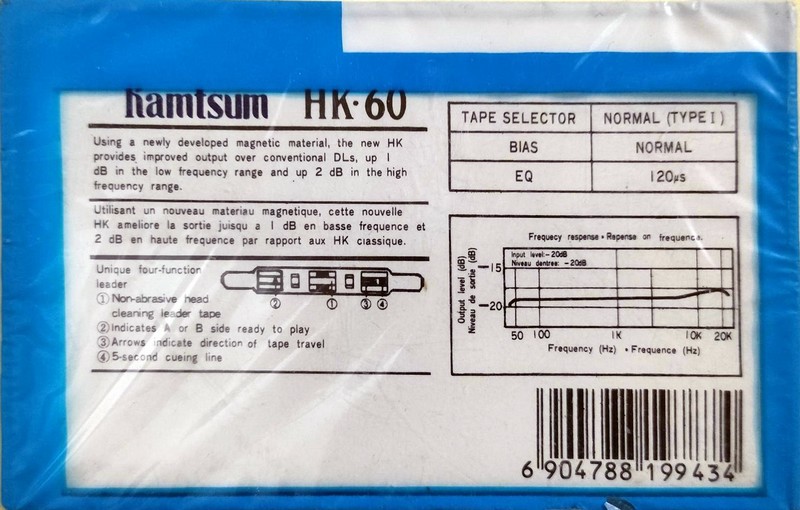 Kamtsum HK·60
Using a newly developed magnetic material, the new HK
provides improved output over conventional DLs, up 1
dB in the low frequency range and up 2 dB in the high
frequency range.
Utilisant un nouveau materiau magnetique, cette nouvelle
HK ameliore la sortie jusqu a 1 dB en basse frequence et
2 dB en haute frequence par rapport aux HK classique.
Unique four-function
leader
① Non-abrasive head
cleaning leader tape
② Indicates A or B side ready to play
③ Arrows indicate direction of tape travel
④ 5-second cueing line
② ① ③ ④
TAPE SELECTOR NORMAL (TYPE I)
BIAS NORMAL
EQ 120μs
Frequecy respense • Repense on frequence
Input level:-20dB
Niveau dentree: -20dB
Output level (dB)
Niveau de sortie (dB)
-15
-20
50 100 1K 10K 20K
Frequency (Hz) • Frequence (Hz)
6 904788 199434